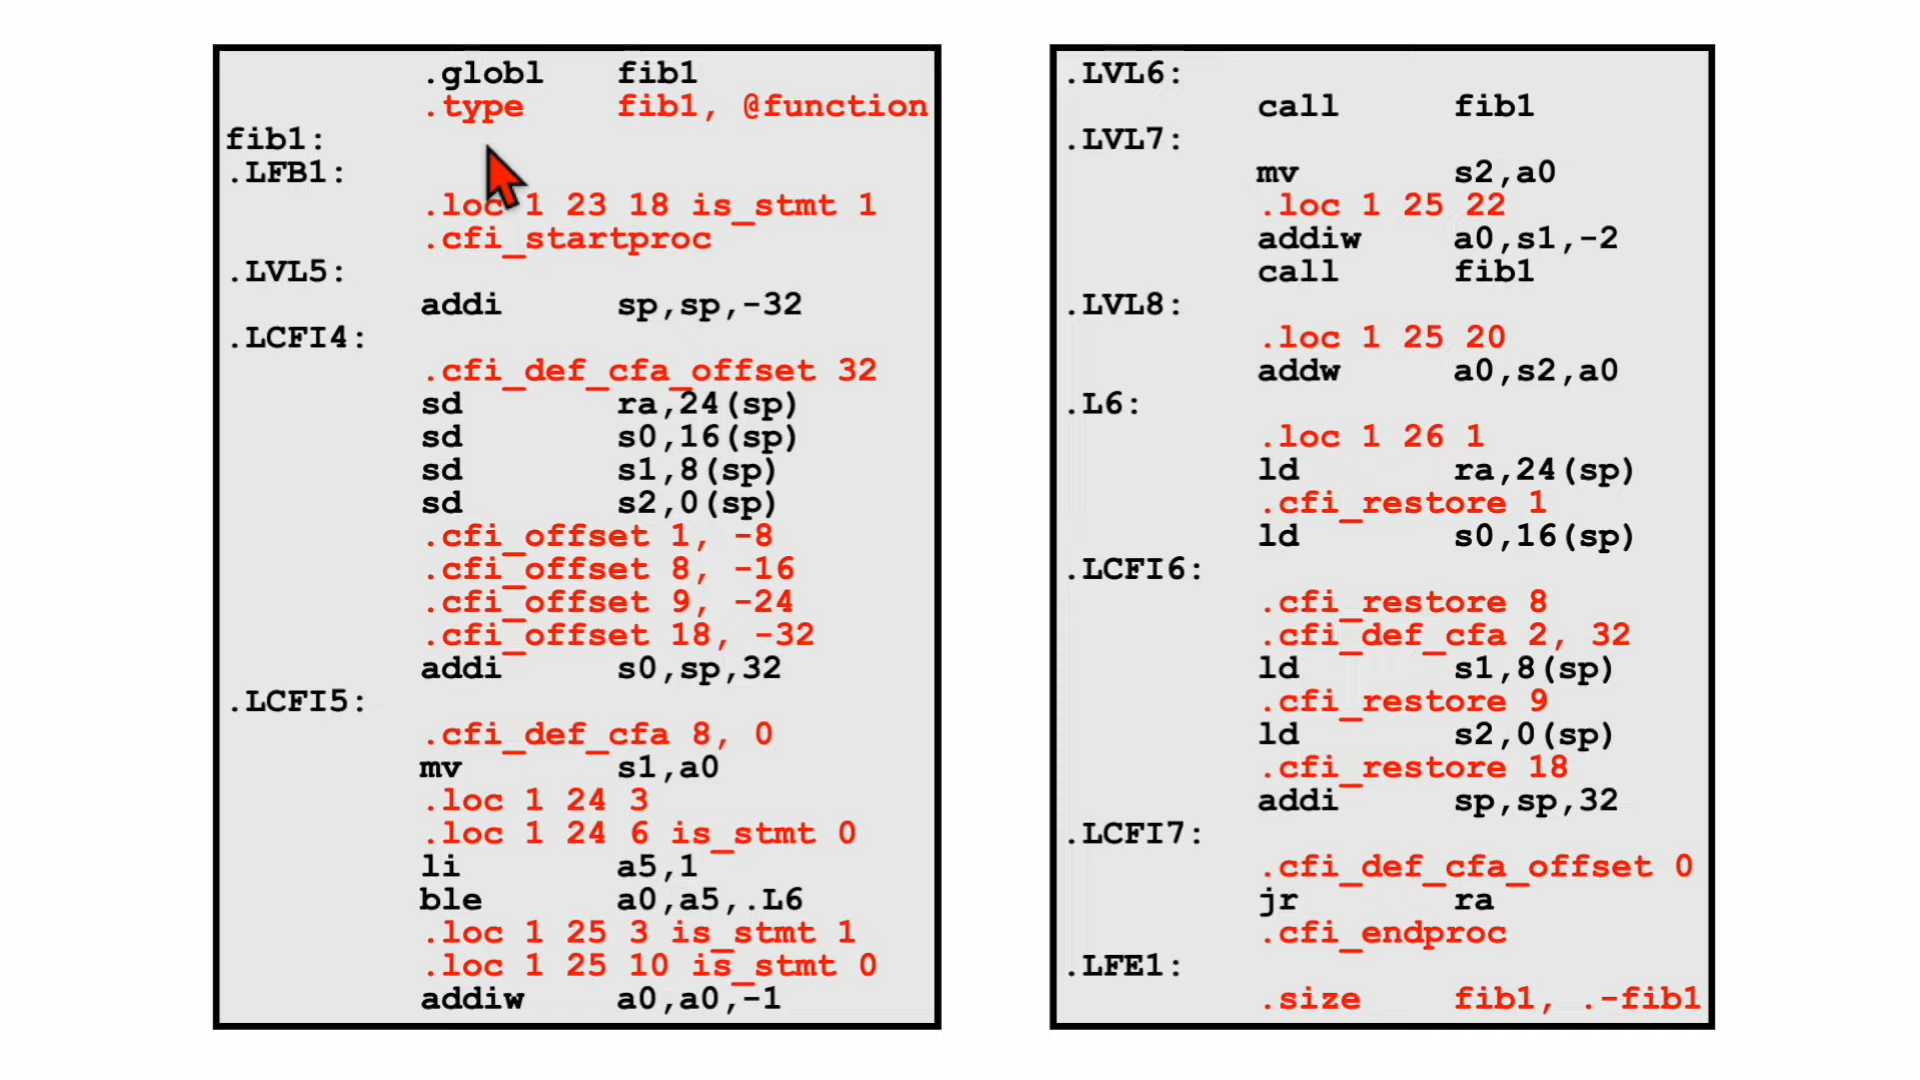 .globl fib1
.type fib1, @function
fib1:
.LFB1:
.loc 1 23 18 is_stmt 1
.cfi_startproc
.LVL5:
addi sp,sp,-32
.LCFI4:
.cfi_def_cfa_offset 32
sd ra,24(sp)
sd s0,16(sp)
sd s1,8(sp)
sd s2,0(sp)
.cfi_offset 1, -8
.cfi_offset 8, -16
.cfi_offset 9, -24
.cfi_offset 18, -32
addi s0,sp,32
.LCFI5:
.cfi_def_cfa 8, 0
mv s1,a0
.loc 1 24 3
.loc 1 24 6 is_stmt 0
li a5,1
ble a0,a5,.L6
.loc 1 25 3 is_stmt 1
.loc 1 25 10 is_stmt 0
addiw a0,a0,-1
.LVL6:
call fib1
.LVL7:
mv s2,a0
.loc 1 25 22
addiw a0,s1,-2
call fib1
.LVL8:
.loc 1 25 20
addw a0,s2,a0
.L6:
.loc 1 26 1
ld ra,24(sp)
.cfi_restore 1
ld s0,16(sp)
.LCFI6:
.cfi_restore 8
.cfi_def_cfa 2, 32
ld s1,8(sp)
.cfi_restore 9
ld s2,0(sp)
.cfi_restore 18
addi sp,sp,32
.LCFI7:
.cfi_def_cfa_offset 0
jr ra
.cfi_endproc
.LFE1:
.size fib1, .-fib1